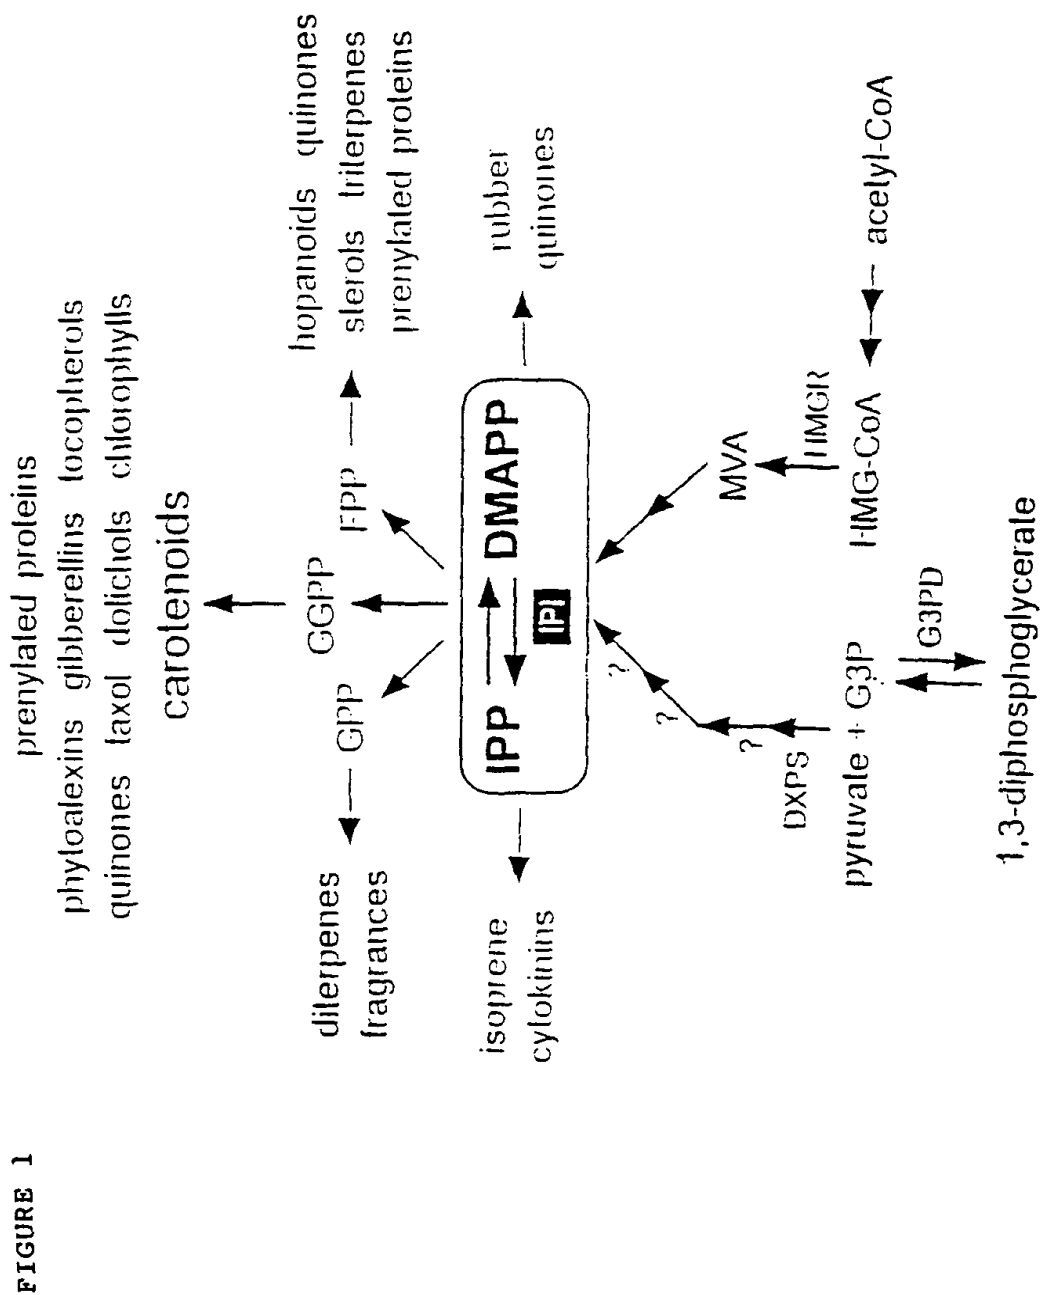 FIGURE 1
prenylated proteins
phytoalexins gibberellins tocopherols
quinones taxol dolichols chlorophylls
carotenoids
diterpenes
fragrances
GPP
GGPP
FPP
hopanoids quinones
sterols triterpenes
prenylated proteins
isoprene
cytokinins
IPP
DMAPP
IPI
rubber
quinones
?
?
?
MVA
DXPS
HMGR
pyruvate + G3P
HMG-CoA
acetyl-CoA
G3PD
1,3-diphosphoglycerate